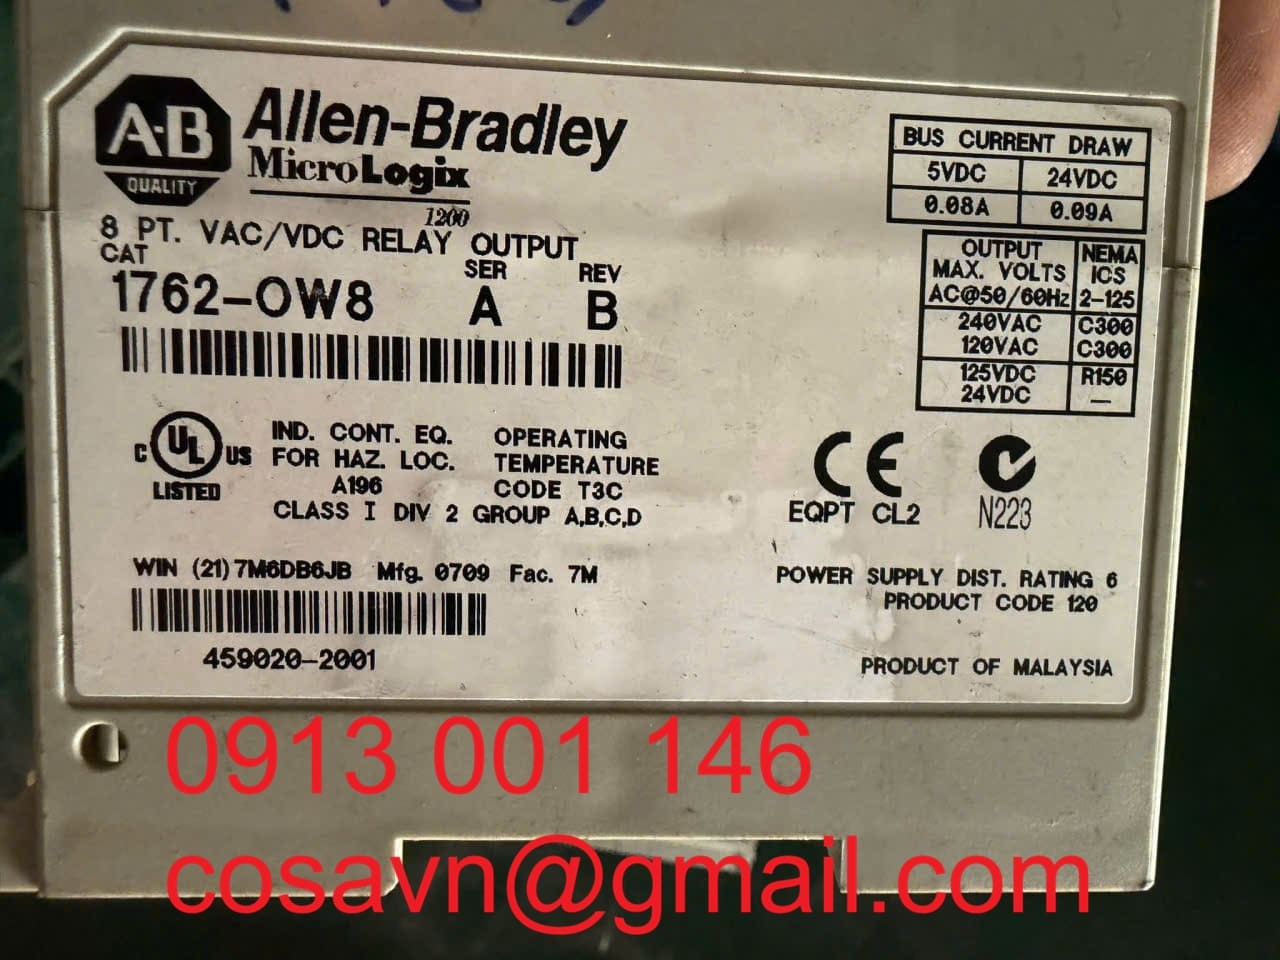 A-B
QUALITY
Allen-Bradley
MicroLogix
1200
8 PT. VAC/VDC RELAY OUTPUT
CAT SER REV
1762-OW8 A B
BUS CURRENT DRAW
5VDC 24VDC
0.08A 0.09A
OUTPUT NEMA
MAX. VOLTS ICS
AC@50/60Hz 2-125
240VAC C300
120VAC C300
125VDC R150
24VDC —
C UL US
LISTED
IND. CONT. EQ. OPERATING
FOR HAZ. LOC. TEMPERATURE
A196 CODE T3C
CLASS I DIV 2 GROUP A,B,C,D
CE
EQPT CL2 N223
WIN (21)7M6DB6JB Mfg. 0709 Fac. 7M
459020-2001
POWER SUPPLY DIST. RATING 6
PRODUCT CODE 120
PRODUCT OF MALAYSIA
0913 001 146
cosavn@gmail.com